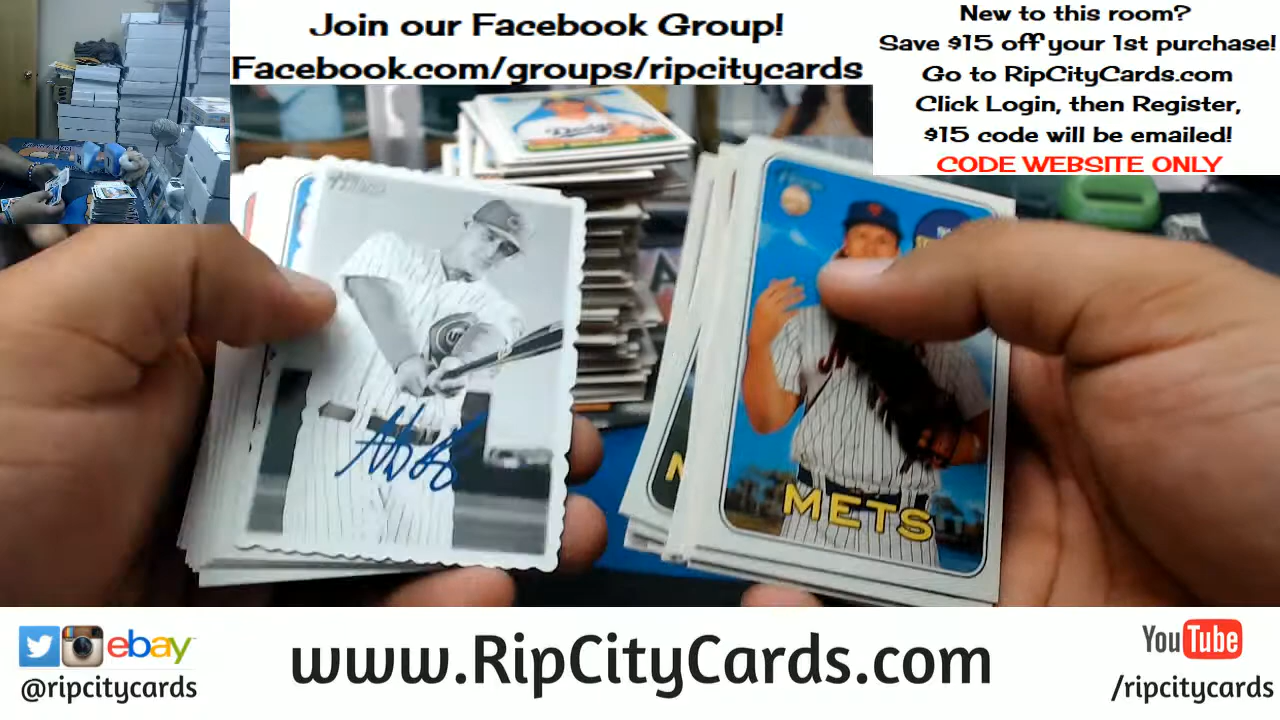 Join our Facebook Group!
Facebook.com/groups/ripcitycards
New to this room?
Save $15 off your 1st purchase!
Go to RipCityCards.com
Click Login, then Register,
$15 code will be emailed!
CODE WEBSITE ONLY
Dodgers
METS
ebay
@ripcitycards
www.RipCityCards.com
YouTube
/ripcitycards